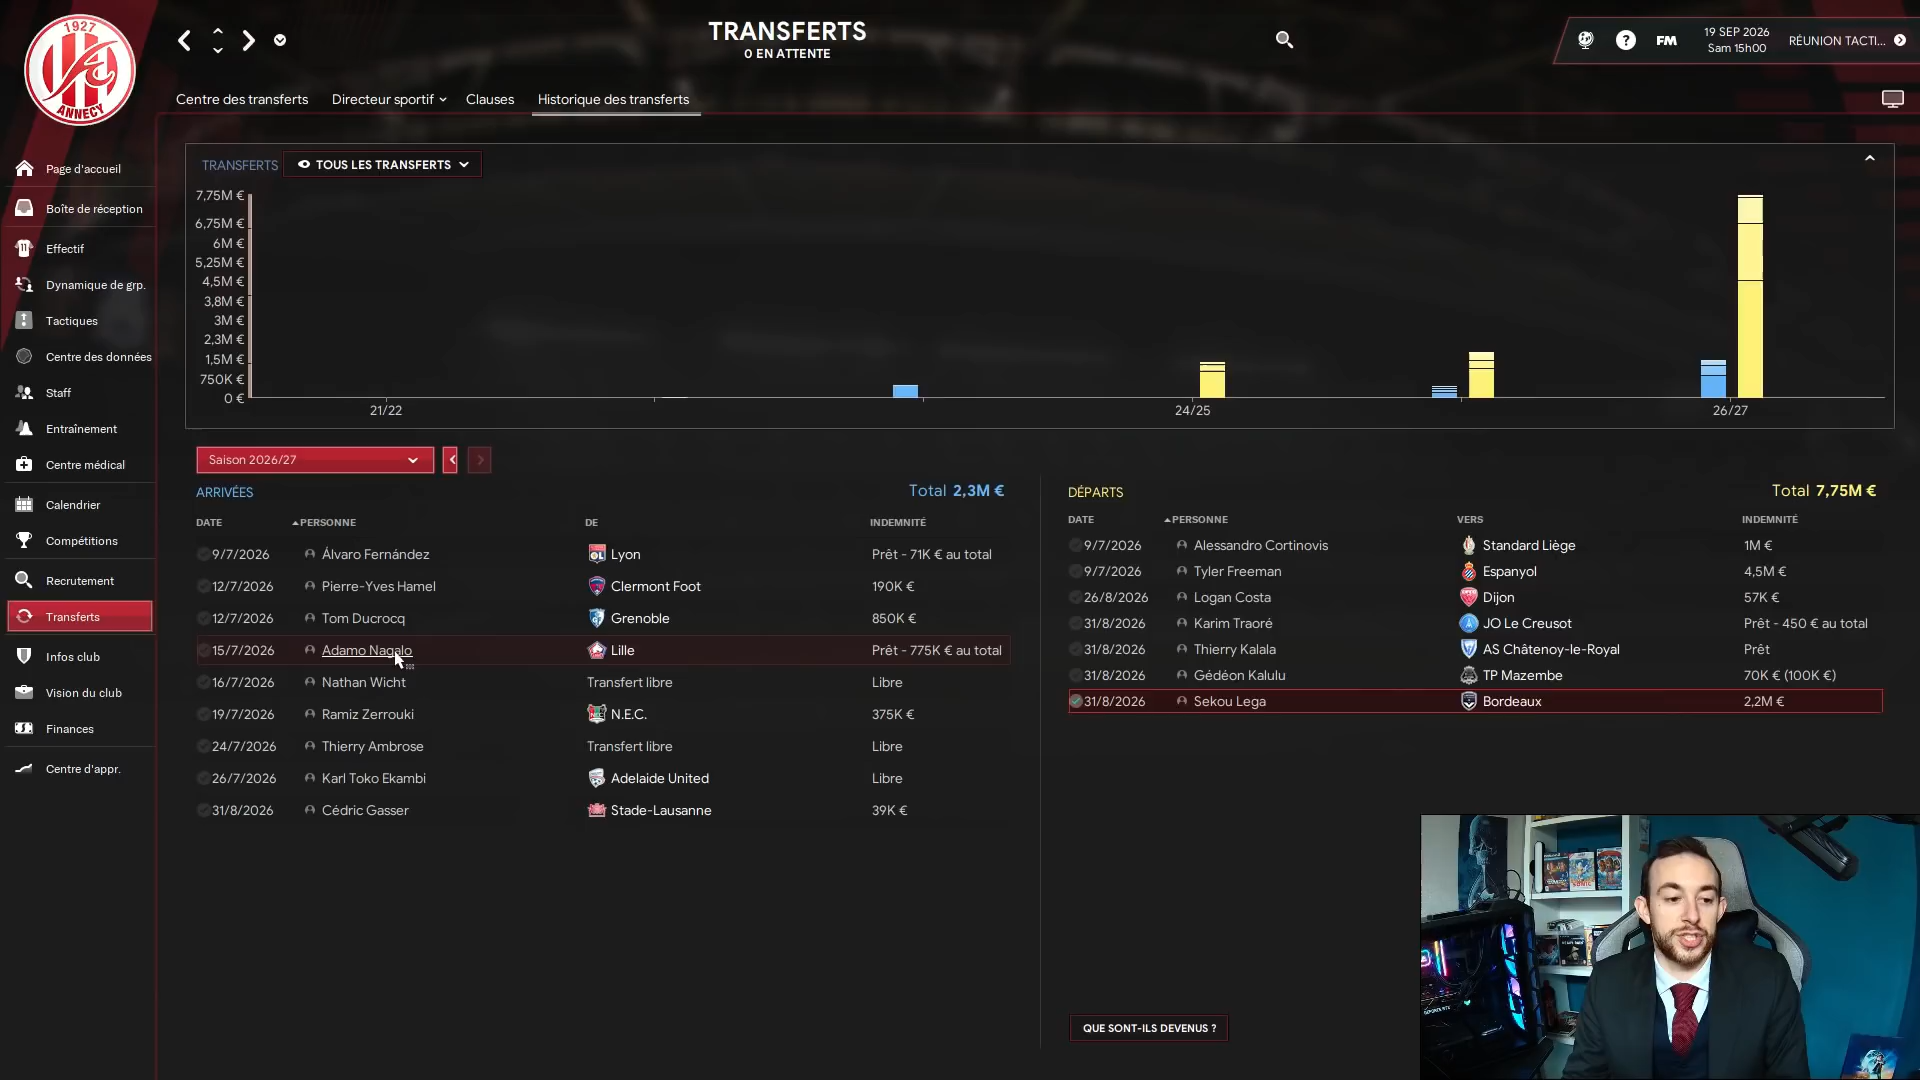 1927
ANNECY
TRANSFERTS
0 EN ATTENTE
FM
19 SEP 2026
Sam 15h00
RÉUNION TACTI...
Centre des transferts
Directeur sportif
Clauses
Historique des transferts
Page d'accueil
Boîte de réception
Effectif
Dynamique de grp.
Tactiques
Centre des données
Staff
Entraînement
Centre médical
Calendrier
Compétitions
Recrutement
Transferts
Infos club
Vision du club
Finances
Centre d'appr.
TRANSFERTS
TOUS LES TRANSFERTS
7,75M €
6,75M €
6M €
5,25M €
4,5M €
3,8M €
3M €
2,3M €
1,5M €
750K €
0 €
21/22
24/25
26/27
Saison 2026/27
ARRIVÉES
Total 2,3M €
DATE PERSONNE DE INDEMNITÉ
9/7/2026 Álvaro Fernández Lyon Prêt - 71K € au total
12/7/2026 Pierre-Yves Hamel Clermont Foot 190K €
12/7/2026 Tom Ducrocq Grenoble 850K €
15/7/2026 Adamo Nagalo Lille Prêt - 775K € au total
16/7/2026 Nathan Wicht Transfert libre Libre
19/7/2026 Ramiz Zerrouki N.E.C. 375K €
24/7/2026 Thierry Ambrose Transfert libre Libre
26/7/2026 Karl Toko Ekambi Adelaide United Libre
31/8/2026 Cédric Gasser Stade-Lausanne 39K €
DÉPARTS
Total 7,75M €
DATE PERSONNE VERS INDEMNITÉ
9/7/2026 Alessandro Cortinovis Standard Liège 1M €
9/7/2026 Tyler Freeman Espanyol 4,5M €
26/8/2026 Logan Costa Dijon 57K €
31/8/2026 Karim Traoré JO Le Creusot Prêt - 450 € au total
31/8/2026 Thierry Kalala AS Châtenoy-le-Royal Prêt
31/8/2026 Gédéon Kalulu TP Mazembe 70K € (100K €)
31/8/2026 Sekou Lega Bordeaux 2,2M €
QUE SONT-ILS DEVENUS ?